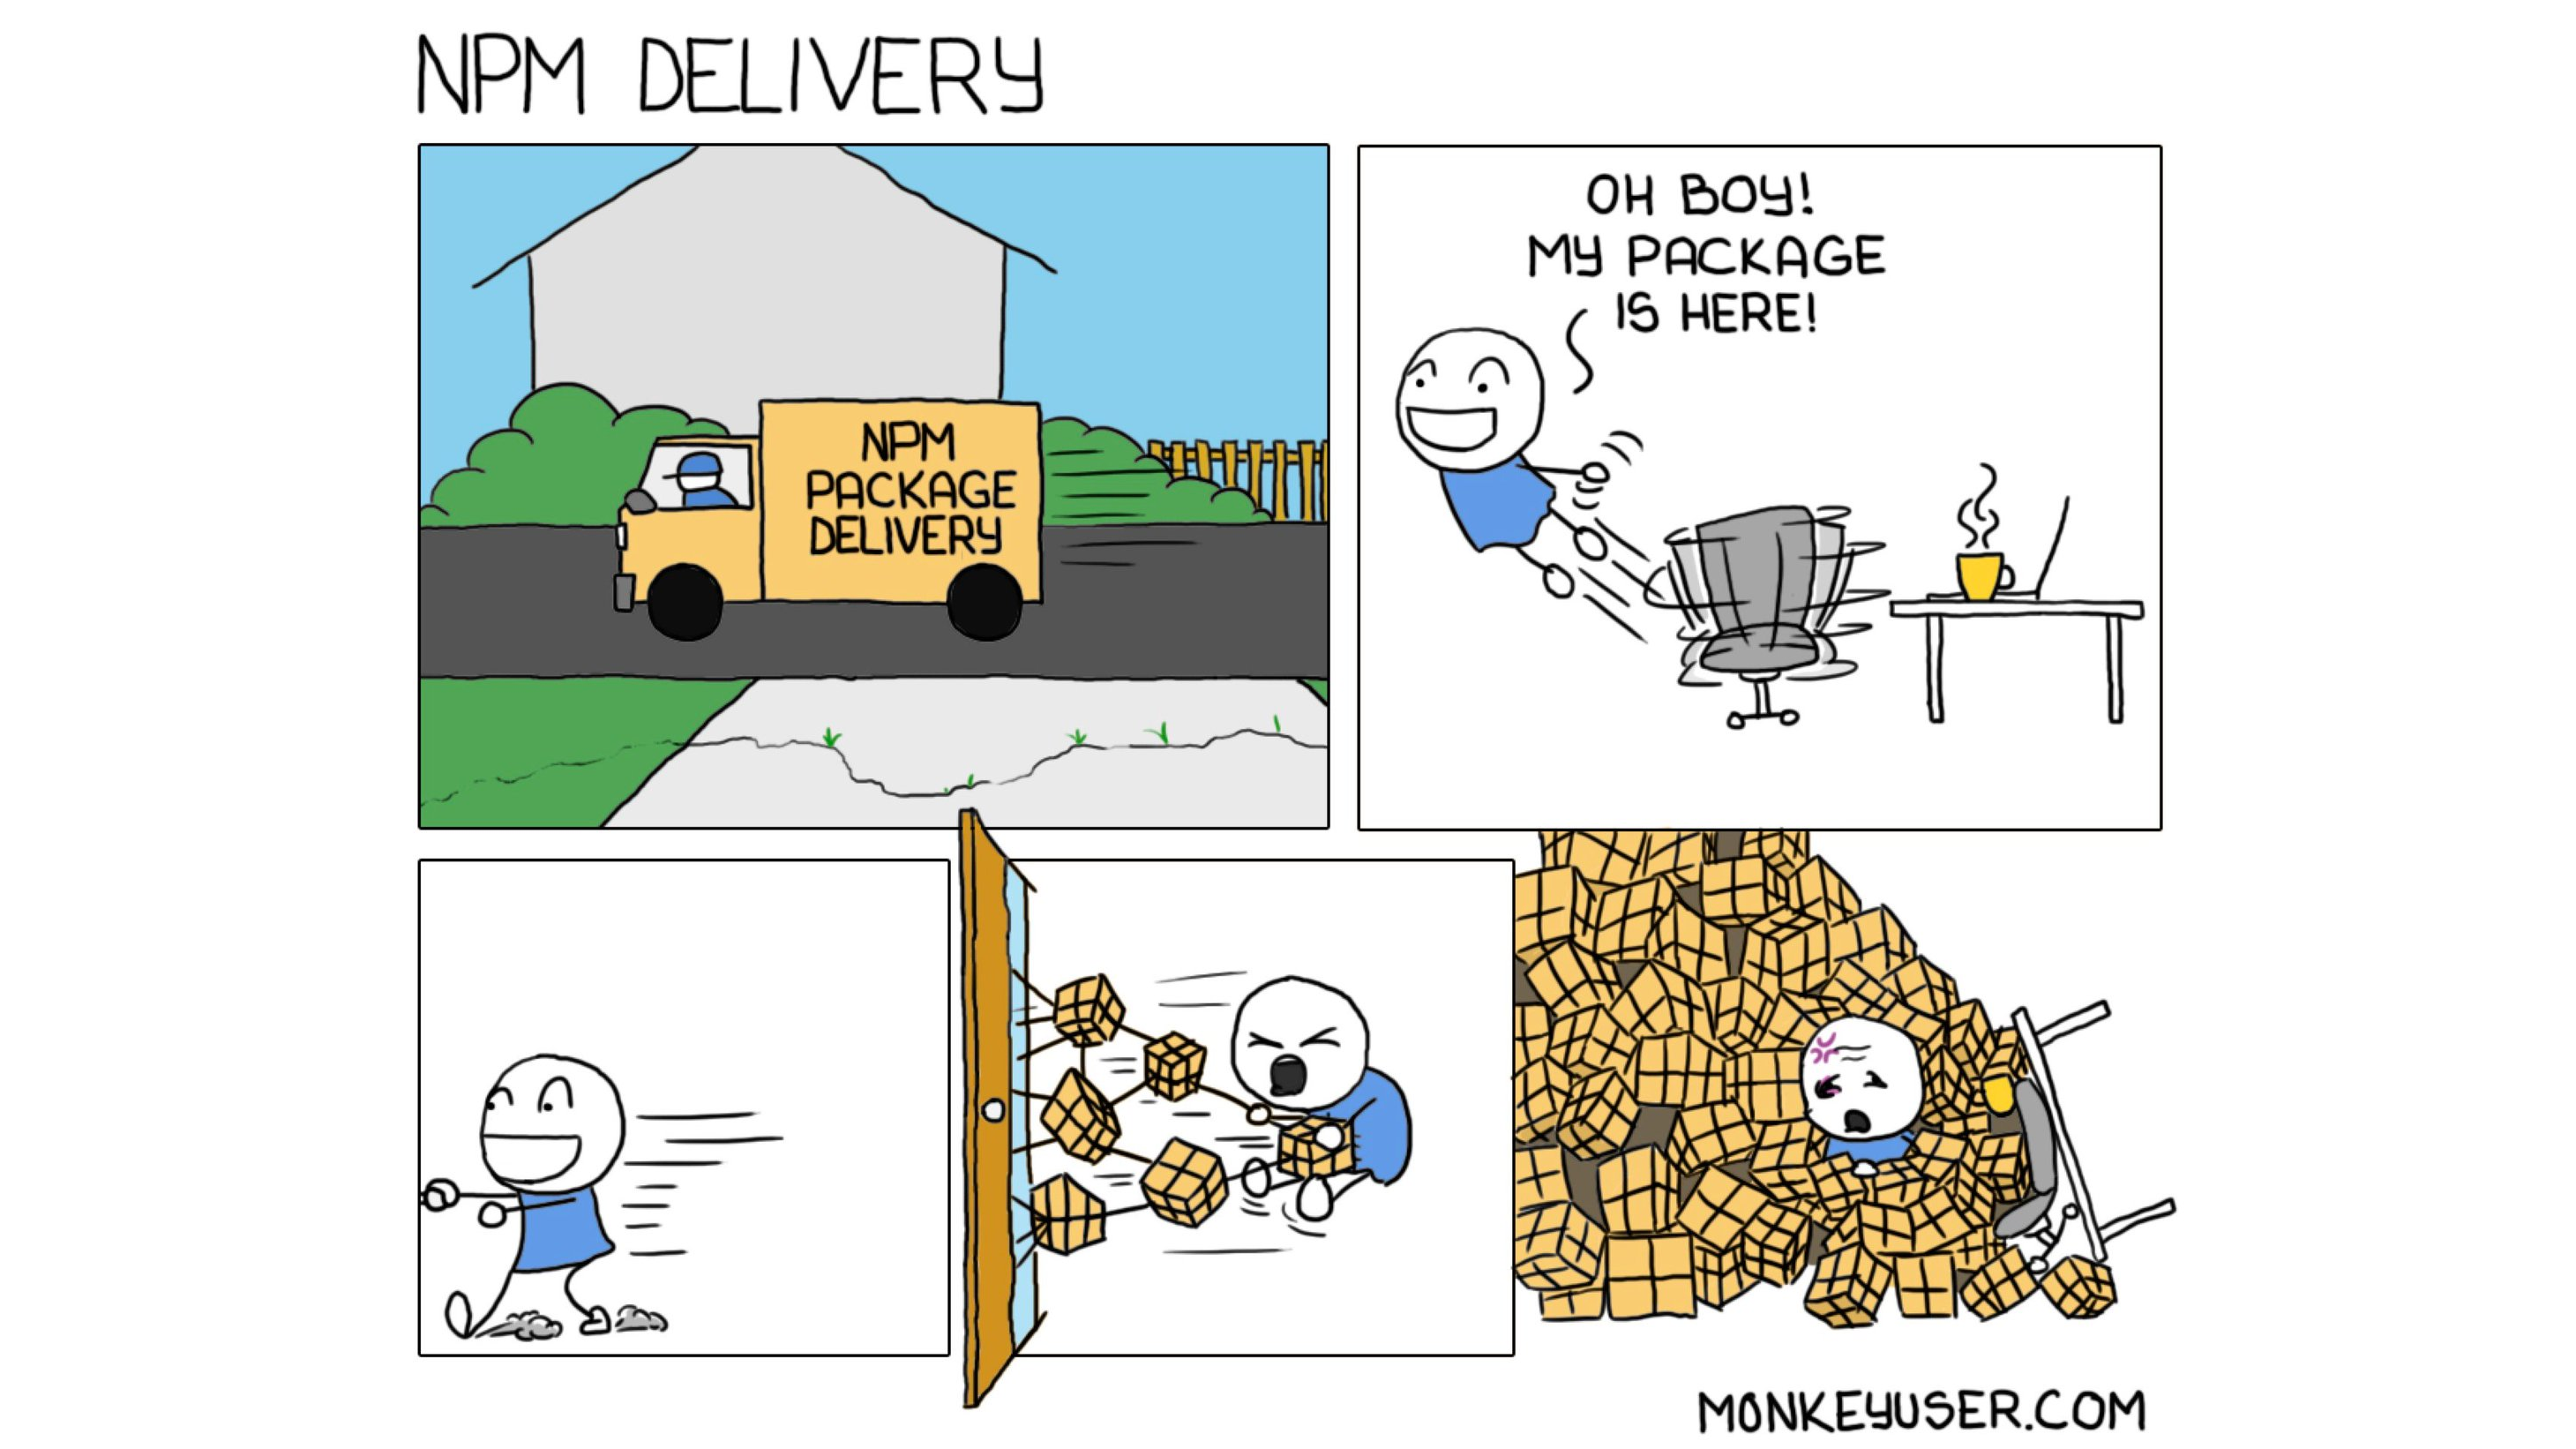 NPM DELIVERY
NPM
PACKAGE
DELIVERY
OH BOY!
MY PACKAGE
IS HERE!
MONKEYUSER.COM